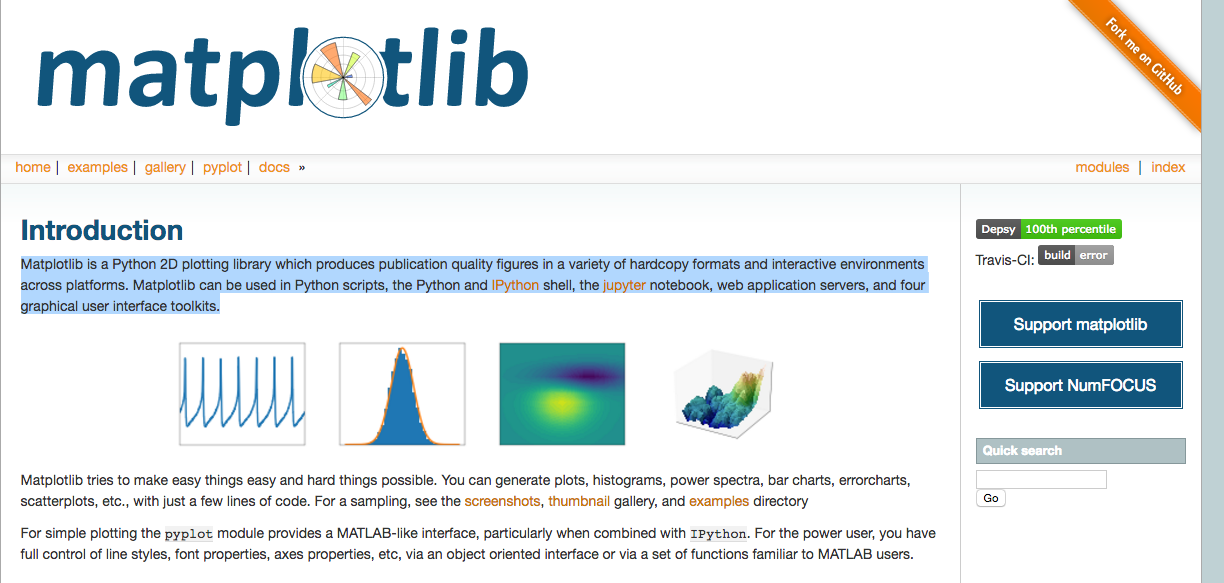 matplotlib
Fork me on GitHub
home | examples | gallery | pyplot | docs »
modules | index
Introduction
Matplotlib is a Python 2D plotting library which produces publication quality figures in a variety of hardcopy formats and interactive environments
across platforms. Matplotlib can be used in Python scripts, the Python and IPython shell, the jupyter notebook, web application servers, and four
graphical user interface toolkits.
Matplotlib tries to make easy things easy and hard things possible. You can generate plots, histograms, power spectra, bar charts, errorcharts,
scatterplots, etc., with just a few lines of code. For a sampling, see the screenshots, thumbnail gallery, and examples directory
For simple plotting the pyplot module provides a MATLAB-like interface, particularly when combined with IPython. For the power user, you have
full control of line styles, font properties, axes properties, etc, via an object oriented interface or via a set of functions familiar to MATLAB users.
Depsy 100th percentile
Travis-CI: build error
Support matplotlib
Support NumFOCUS
Quick search
Go